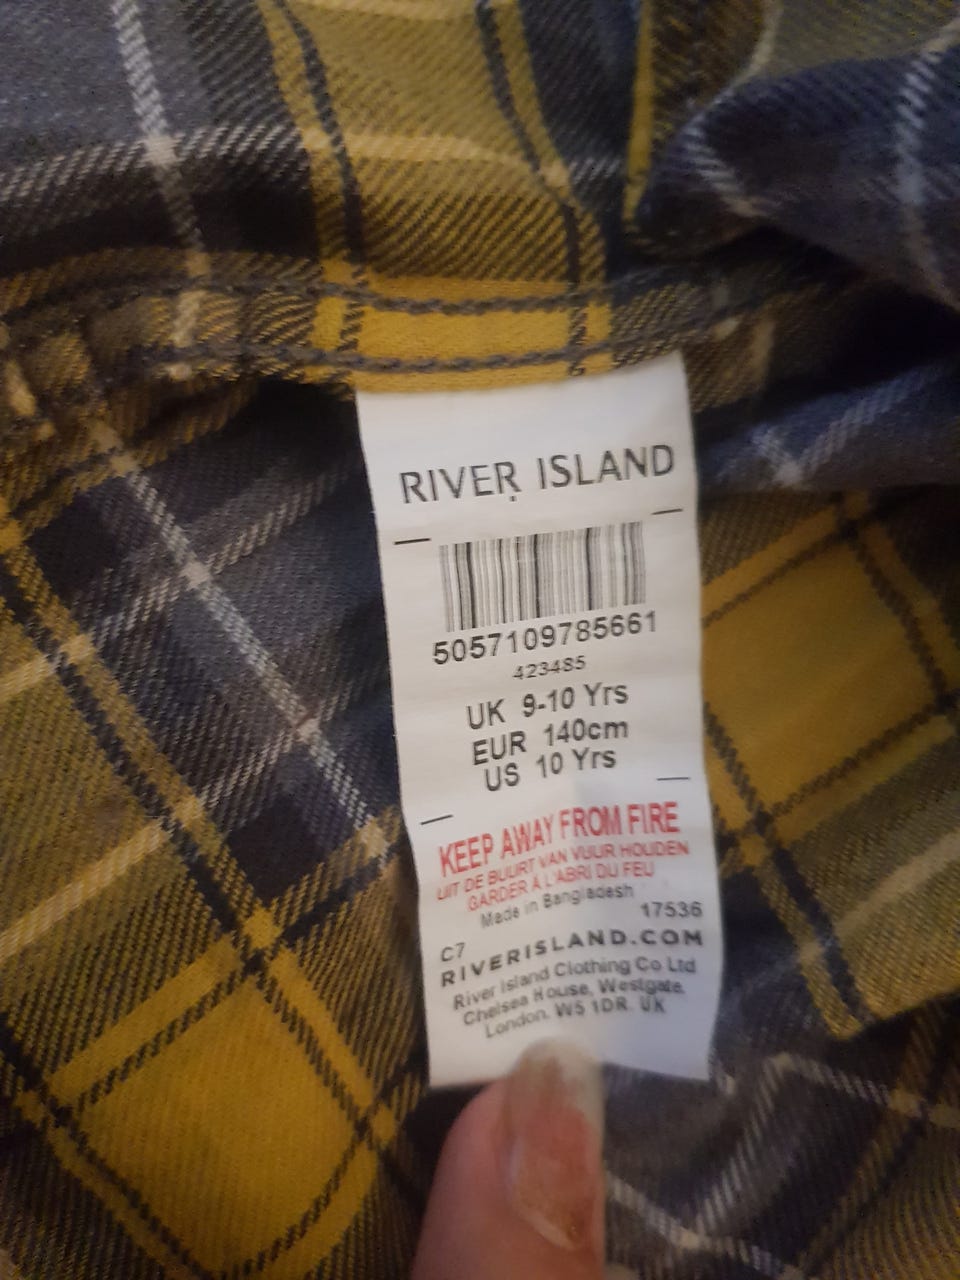 RIVER ISLAND
5057109785661
423485
UK 9-10 Yrs
EUR 140cm
US 10 Yrs
KEEP AWAY FROM FIRE
UIT DE BUURT VAN VUUR HOUDEN
GARDER À L'ABRI DU FEU
Made in Bangladesh
17536
C7
RIVERISLAND.COM
River Island Clothing Co Ltd
Chelsea House, Westgate,
London. W5 1DR. UK